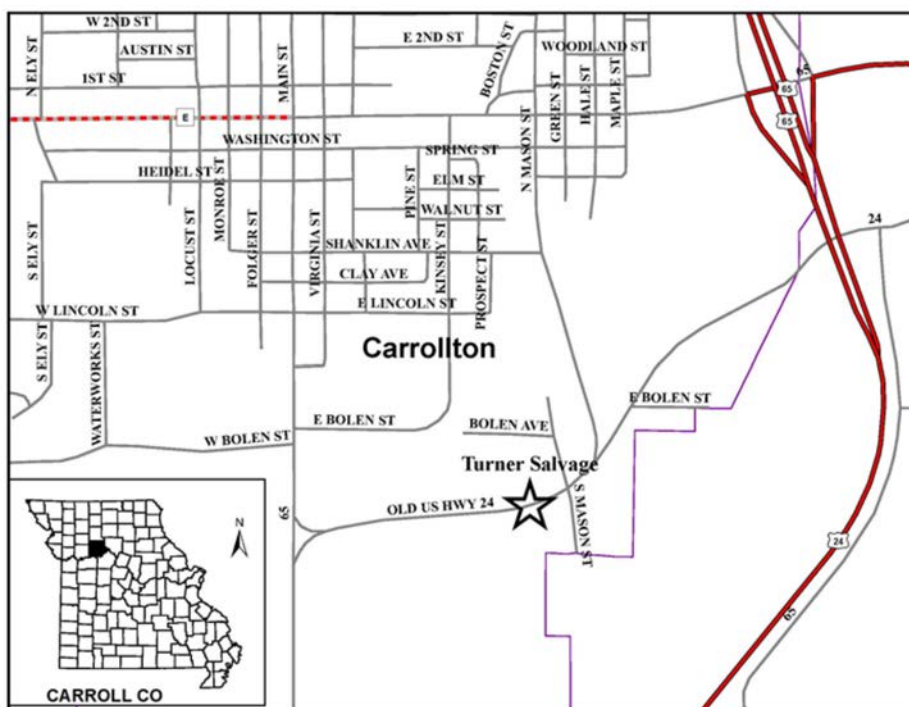 W 2ND ST
E 2ND ST
WOODLAND ST
AUSTIN ST
N ELY ST
1ST ST
MAIN ST
BOSTON ST
GREEN ST
HALE ST
MAPLE ST
65
65
65
E
WASHINGTON ST
SPRING ST
N MASON ST
HEIDEL ST
MONROE ST
PINE ST
ELM ST
WALNUT ST
24
S ELY ST
LOCUST ST
FOLGER ST
VIRGINIA ST
SHANKLIN AVE
KINSEY ST
PROSPECT ST
CLAY AVE
W LINCOLN ST
E LINCOLN ST
S ELY ST
WATERWORKS ST
Carrollton
E BOLEN ST
E BOLEN ST
BOLEN AVE
W BOLEN ST
Turner Salvage
OLD US HWY 24
S MASON ST
65
N
24
65
CARROLL CO